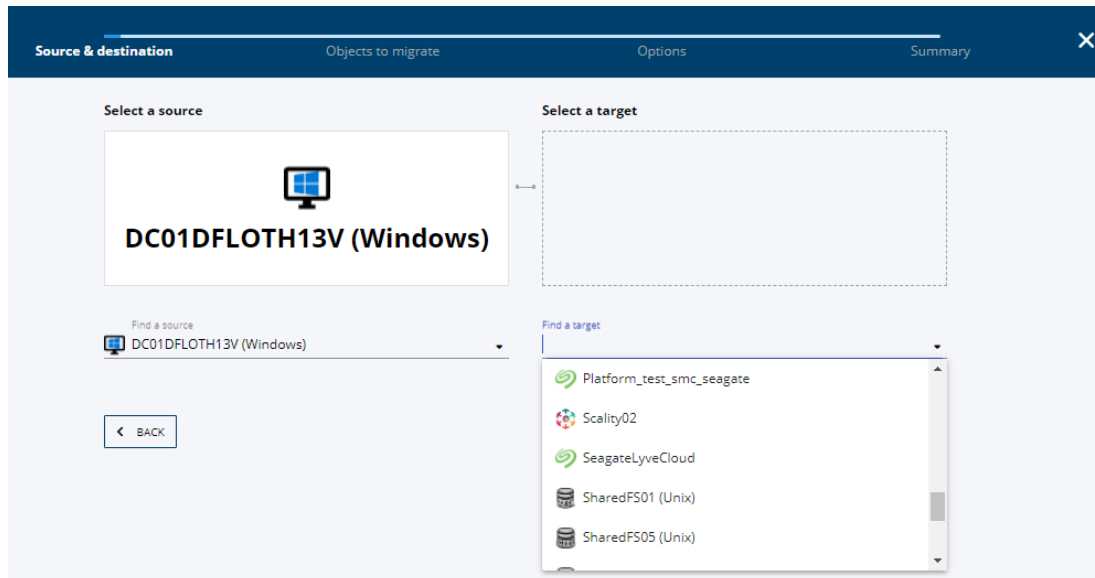 Source & destination
Objects to migrate
Options
Summary
Select a source
Select a target
DC01DFLOTH13V (Windows)
Find a source
DC01DFLOTH13V (Windows)
Find a target
Platform_test_smc_seagate
Scality02
SeagateLyveCloud
SharedFS01 (Unix)
SharedFS05 (Unix)
BACK